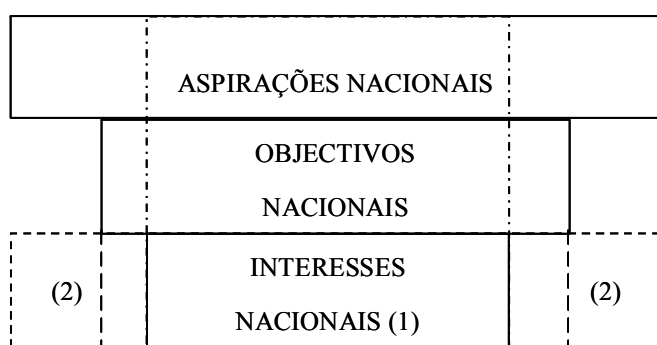 ASPIRAÇÕES NACIONAIS
OBJECTIVOS
NACIONAIS
INTERESSES
(2)
(2)
NACIONAIS (1)